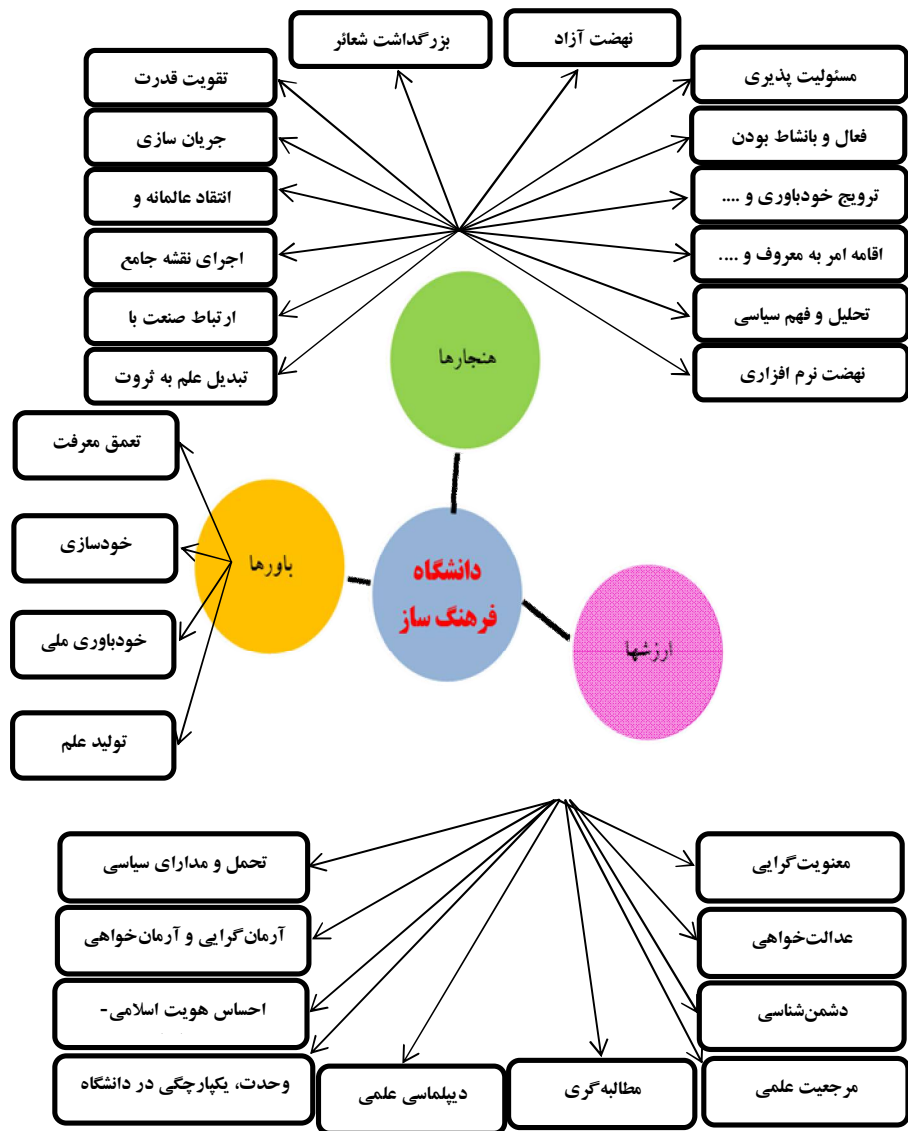 نهضت آزاد
بزرگداشت شعائر
مسئولیت پذیری
تقویت قدرت
فعال و بانشاط بودن
جریان سازی
ترویج خودباوری و ....
انتقاد عالمانه و
اقامه امر به معروف و ....
اجرای نقشه جامع
تحلیل و فهم سیاسی
ارتباط صنعت با
نهضت نرم افزاری
تبدیل علم به ثروت
هنجارها
تعمق معرفت
خودسازی
خودباوری ملی
تولید علم
باورها
دانشگاه
فرهنگ ساز
ارزشها
معنویت‌گرایی
تحمل و مدارای سیاسی
عدالت‌خواهی
آرمان‌گرایی و آرمان‌خواهی
دشمن‌شناسی
احساس هویت اسلامی-
مرجعیت علمی
مطالبه‌گری
دیپلماسی علمی
وحدت، یکپارچگی در دانشگاه